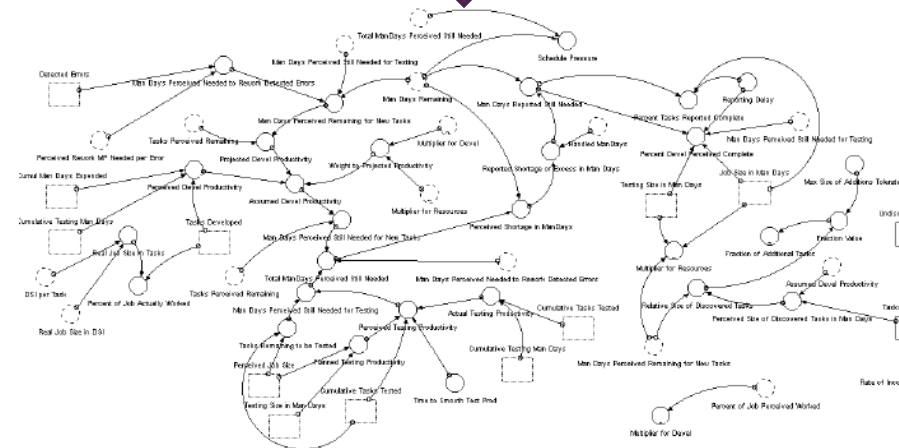 Total ManDays Perceived Still Needed
Schedule Pressure
Man Days Perceived Still Needed for Testing
Detected Errors
Man Days Perceived Needed to Rework Detected Errors
Man Days Remaining
Man Days Reported Still Needed
Reporting Delay
Man Days Perceived Remaining for New Tasks
Percent Tasks Reported Complete
Tasks Perceived Remaining
Multiplier for Devel
Handled ManDays
Man Days Perceived Still Needed for Testing
Perceived Rework MP Needed per Error
Projected Devel Productivity
Percent Devel Perceived Complete
Weight to Projected Productivity
Reported Shortage or Excess in Man Days
Job Size in Man Days
Cumul Man Days Expended
Perceived Devel Productivity
Testing Size in Man Days
Max Size of Additions Tolerate
Assumed Devel Productivity
Multiplier for Resources
Cumulative Testing Man Days
Tasks Developed
Perceived Shortage in ManDays
Man Days Perceived Still Needed for New Tasks
Fraction Value
Real Job Size in Tasks
Fraction of Additional Tasks
Multiplier for Resources
Total ManDays Perceived Still Needed
Man Days Perceived Needed to Rework Detected Errors
Assumed Devel Productivity
DSI per Task
Tasks Perceived Remaining
Percent of Job Actually Worked
Relative Size of Discovered Tasks
Man Days Perceived Still Needed for Testing
Actual Testing Productivity
Cumulative Tasks Tested
Perceived Size of Discovered Tasks in Man Days
Real Job Size in DSI
Perceived Testing Productivity
Tasks Remaining to be Tested
Cumulative Testing Man Days
Planned Testing Productivity
Perceived Job Size
Man Days Perceived Remaining for New Tasks
Cumulative Tasks Tested
Time to Smooth Test Prod
Testing Size in Man Days
Percent of Job Perceived Worked
Multiplier for Devel